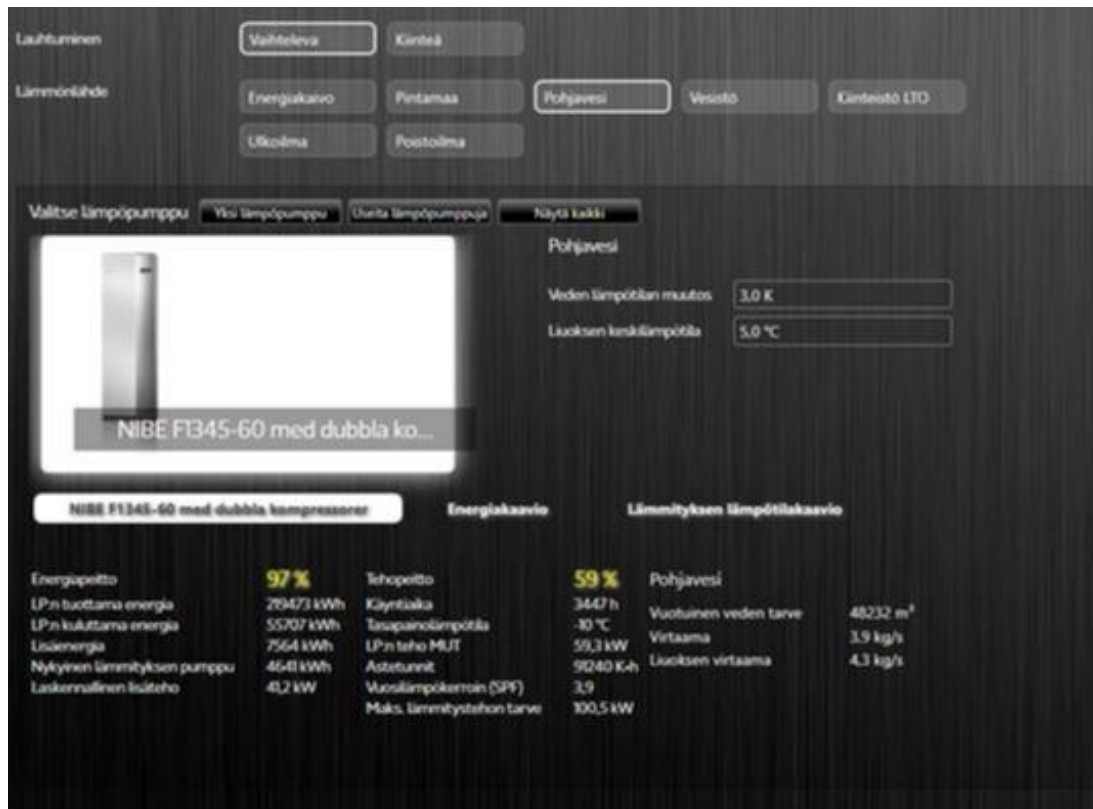 Lauhtuminen Vaihteleva Kiinteä
Lämmönlähde Energiakaivo Pintamaa Pohjavesi Vesistö Kiinteistö LTO
Ulkoilma Poistoilma
Valitse lämpöpumppu Yksi lämpöpumppu Useita lämpöpumppuja Näytä kaikki
Pohjavesi
Veden lämpötilan muutos 3,0 K
Liuoksen keskilämpötila 5,0 °C
NIBE F1345-60 med dubbla ko...
NIBE F1345-60 med dubbla kompressorer Energiakaavio Lämmityksen lämpötilakaavio
Energiapeitto 97 %
LP:n tuottama energia 219473 kWh
LP:n kuluttama energia 55707 kWh
Lisäenergia 7564 kWh
Nykyinen lämmityksen pumppu 4641 kWh
Laskennallinen lisäteho 41,2 kW
Tehopeitto 59 %
Käyntiaika 3447 h
Tasapainolämpötila -10 °C
LP:n teho MUT 59,3 kW
Astetunnit 91240 K·h
Vuosilämpökerroin (SPF) 3,9
Maks. lämmitystehon tarve 100,5 kW
Pohjavesi
Vuotuinen veden tarve 48232 m³
Virtaama 3.9 kg/s
Liuoksen virtaama 4.3 kg/s